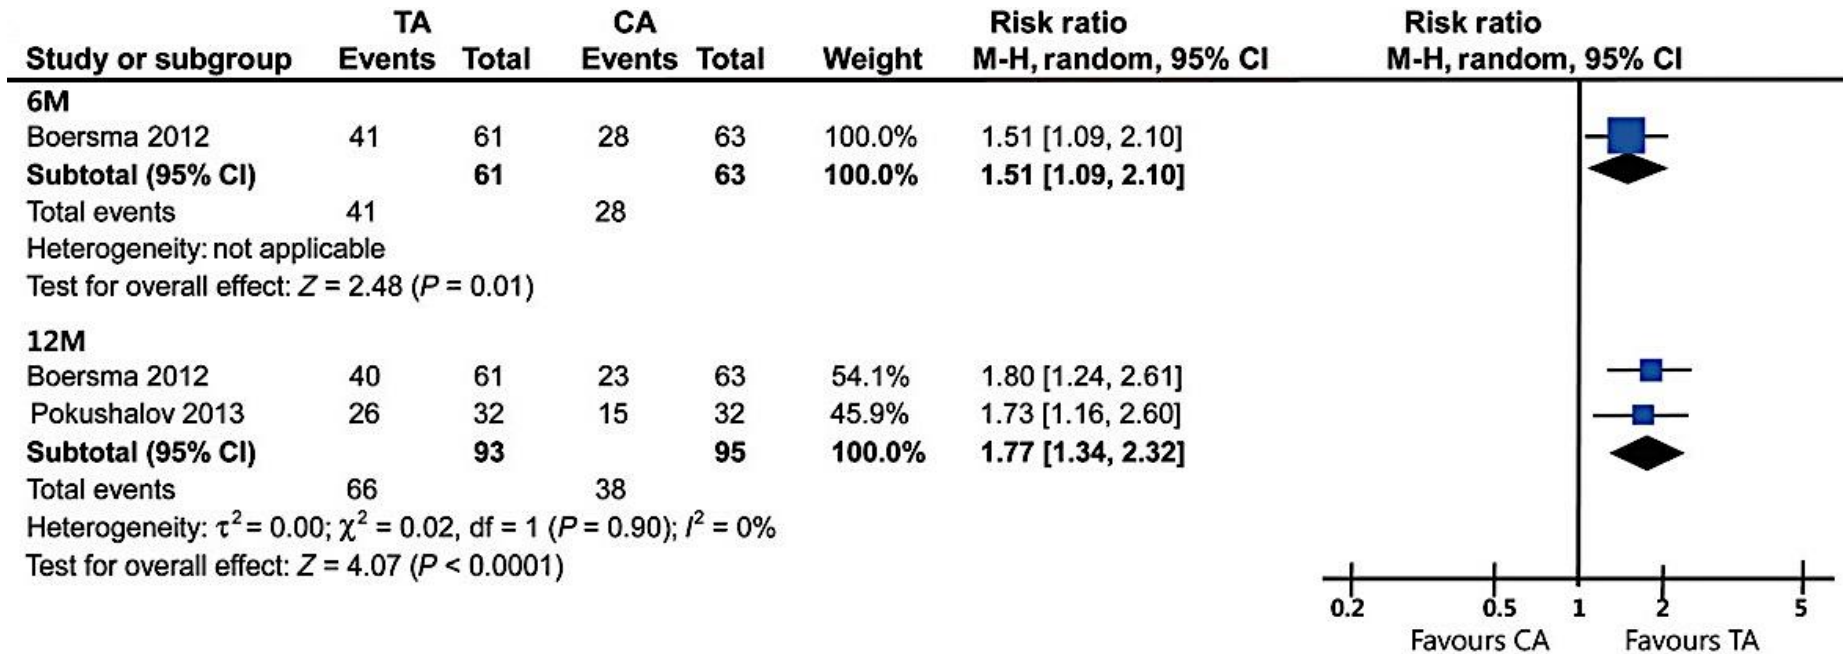 TA CA Risk ratio Risk ratio
Study or subgroup Events Total Events Total Weight M-H, random, 95% CI M-H, random, 95% CI
6M
Boersma 2012 41 61 28 63 100.0% 1.51 [1.09, 2.10]
Subtotal (95% CI) 61 63 100.0% 1.51 [1.09, 2.10]
Total events 41 28
Heterogeneity: not applicable
Test for overall effect: Z = 2.48 (P = 0.01)
12M
Boersma 2012 40 61 23 63 54.1% 1.80 [1.24, 2.61]
Pokushalov 2013 26 32 15 32 45.9% 1.73 [1.16, 2.60]
Subtotal (95% CI) 93 95 100.0% 1.77 [1.34, 2.32]
Total events 66 38
Heterogeneity: τ² = 0.00; χ² = 0.02, df = 1 (P = 0.90); I² = 0%
Test for overall effect: Z = 4.07 (P < 0.0001)
0.2 0.5 1 2 5
Favours CA Favours TA